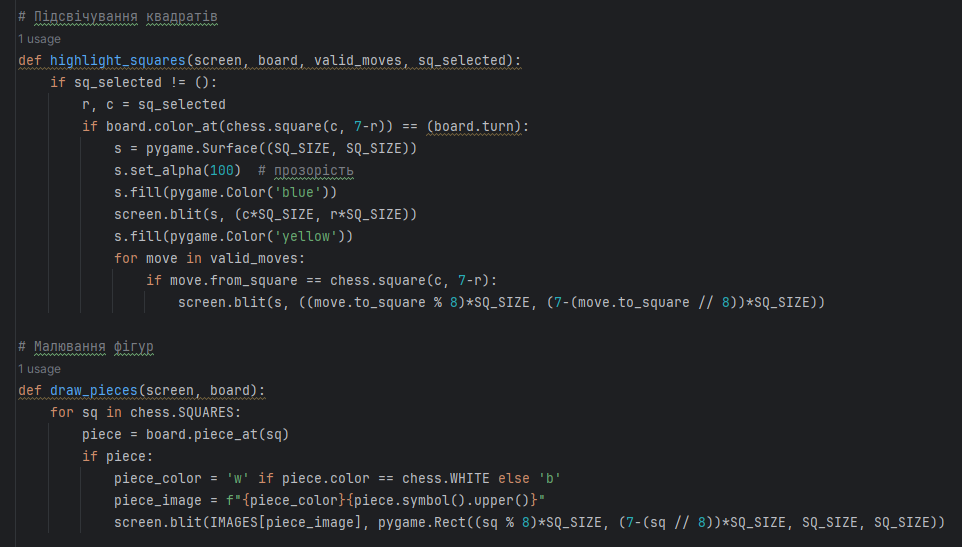 # Підсвічування квадратів
1 usage
def highlight_squares(screen, board, valid_moves, sq_selected):
    if sq_selected != ():
        r, c = sq_selected
        if board.color_at(chess.square(c, 7-r)) == (board.turn):
            s = pygame.Surface((SQ_SIZE, SQ_SIZE))
            s.set_alpha(100)  # прозорість
            s.fill(pygame.Color('blue'))
            screen.blit(s, (c*SQ_SIZE, r*SQ_SIZE))
            s.fill(pygame.Color('yellow'))
            for move in valid_moves:
                if move.from_square == chess.square(c, 7-r):
                    screen.blit(s, ((move.to_square % 8)*SQ_SIZE, (7-(move.to_square // 8))*SQ_SIZE))
# Малювання фігур
1 usage
def draw_pieces(screen, board):
    for sq in chess.SQUARES:
        piece = board.piece_at(sq)
        if piece:
            piece_color = 'w' if piece.color == chess.WHITE else 'b'
            piece_image = f"{piece_color}{piece.symbol().upper()}"
            screen.blit(IMAGES[piece_image], pygame.Rect((sq % 8)*SQ_SIZE, (7-(sq // 8))*SQ_SIZE, SQ_SIZE, SQ_SIZE))